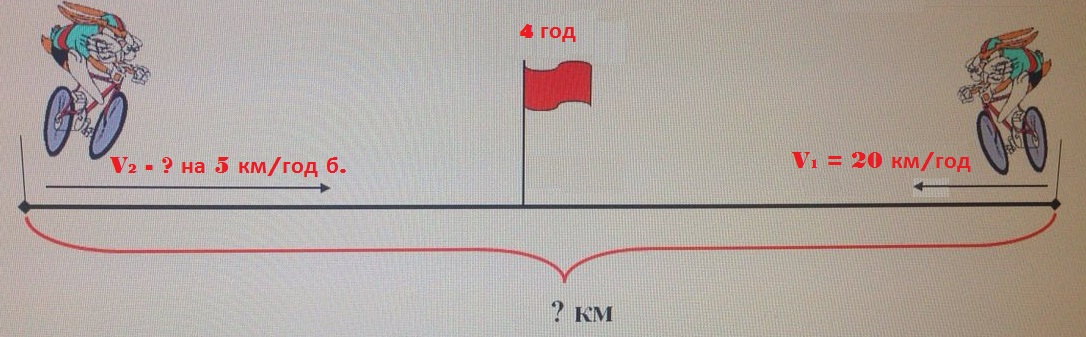 4 год
V₂ - ? на 5 км/год б.
V₁ = 20 км/год
? км